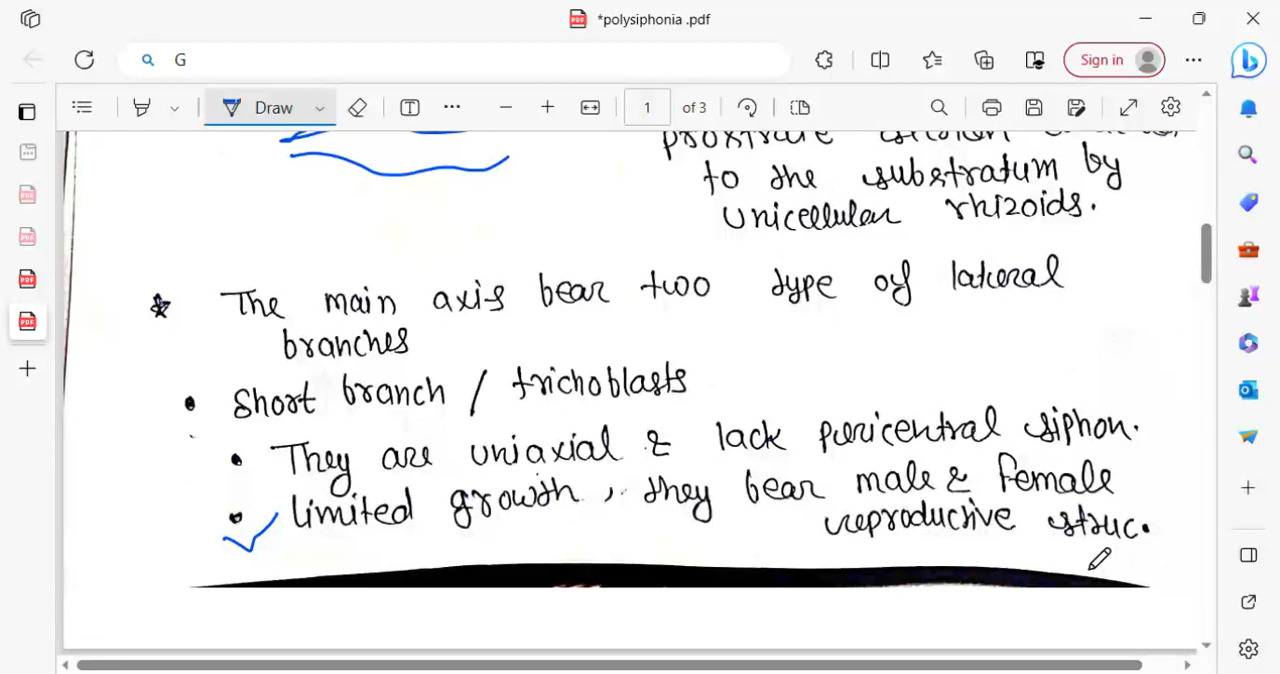 *polysiphonia .pdf
G
Sign in
Draw
1 of 3
to the substratum by
unicellular rhizoids.
The main axis bear two type of lateral
branches
Short branch / trichoblasts
They are uniaxial & lack pericentral siphon.
limited growth, they bear male & female
reproductive struc.